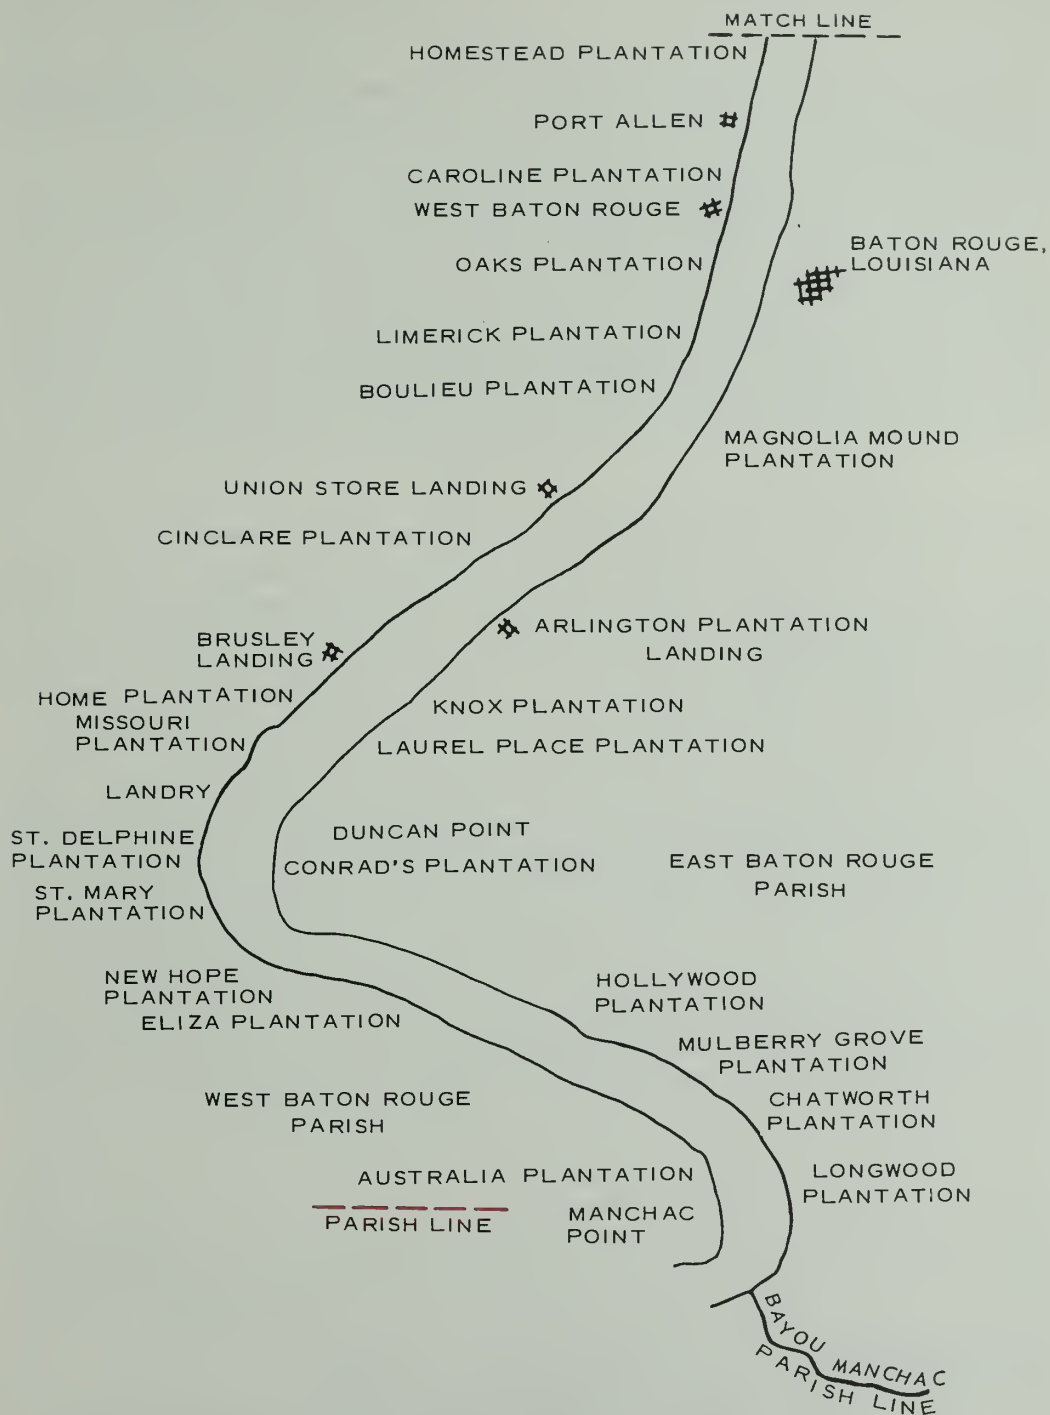 MATCH LINE
HOMESTEAD PLANTATION
PORT ALLEN
CAROLINE PLANTATION
WEST BATON ROUGE
BATON ROUGE,
LOUISIANA
OAKS PLANTATION
LIMERICK PLANTATION
BOULIEU PLANTATION
MAGNOLIA MOUND
PLANTATION
UNION STORE LANDING
CINCLARE PLANTATION
ARLINGTON PLANTATION
LANDING
BRUSLEY
LANDING
HOME PLANTATION
KNOX PLANTATION
MISSOURI
PLANTATION
LAUREL PLACE PLANTATION
LANDRY
DUNCAN POINT
ST. DELPHINE
PLANTATION
CONRAD'S PLANTATION
EAST BATON ROUGE
PARISH
ST. MARY
PLANTATION
NEW HOPE
PLANTATION
HOLLYWOOD
PLANTATION
ELIZA PLANTATION
MULBERRY GROVE
PLANTATION
WEST BATON ROUGE
PARISH
CHATWORTH
PLANTATION
AUSTRALIA PLANTATION
LONGWOOD
PLANTATION
PARISH LINE
MANCHAC
POINT
BAYOU MANCHAC
PARISH LINE